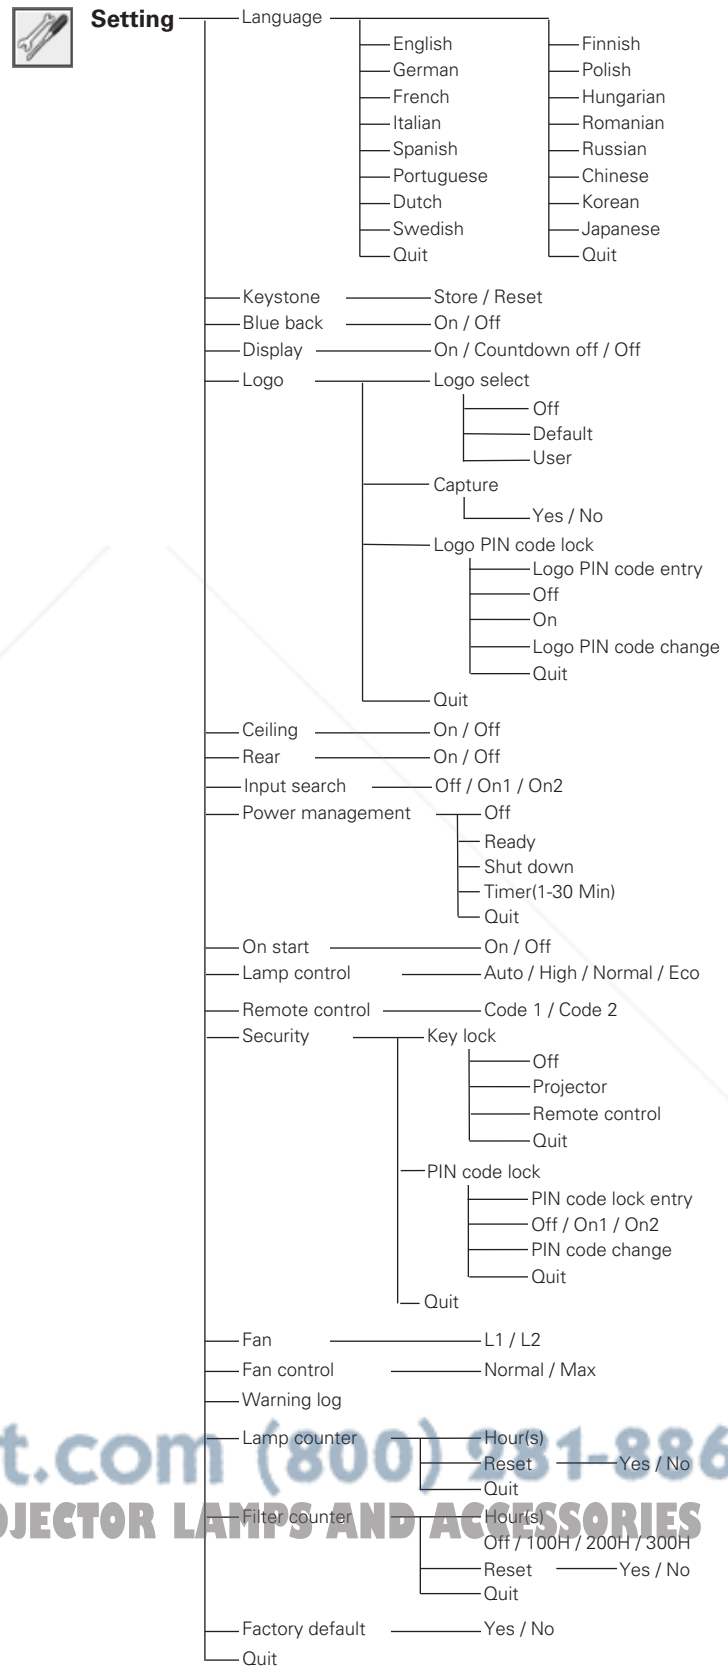 Setting Language
English Finnish
German Polish
French Hungarian
Italian Romanian
Spanish Russian
Portuguese Chinese
Dutch Korean
Swedish Japanese
Quit Quit
Keystone Store / Reset
Blue back On / Off
Display On / Countdown off / Off
Logo Logo select
Off
Default
User
Capture
Yes / No
Logo PIN code lock
Logo PIN code entry
Off
On
Logo PIN code change
Quit
Quit
Ceiling On / Off
Rear On / Off
Input search Off / On1 / On2
Power management Off
Ready
Shut down
Timer(1-30 Min)
Quit
On start On / Off
Lamp control Auto / High / Normal / Eco
Remote control Code 1 / Code 2
Security Key lock
Off
Projector
Remote control
Quit
PIN code lock
PIN code lock entry
Off / On1 / On2
PIN code change
Quit
Quit
Fan L1 / L2
Fan control Normal / Max
Warning log
Lamp counter Hour(s)
t.com (800) 281-886
Reset Yes / No
Quit
OJECTOR LAMPS AND ACCESSORIES
Filter counter Hour(s)
Off / 100H / 200H / 300H
Reset Yes / No
Quit
Factory default Yes / No
Quit